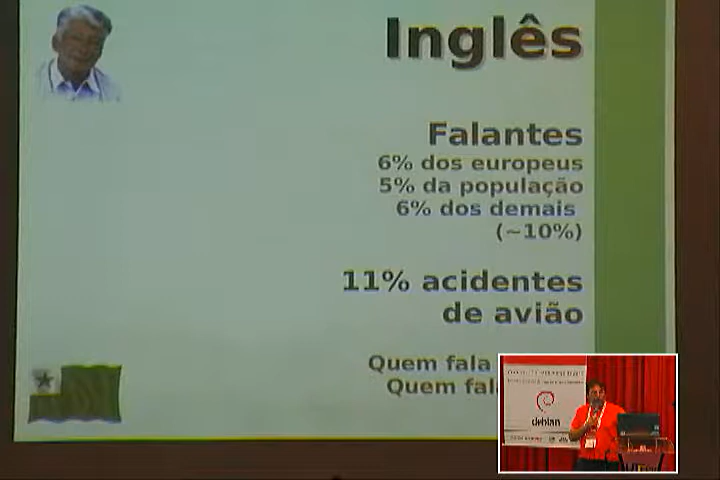 Inglês
Falantes
6% dos europeus
5% da população
6% dos demais
(~10%)
11% acidentes
de avião
Quem fala
Quem fala
debian